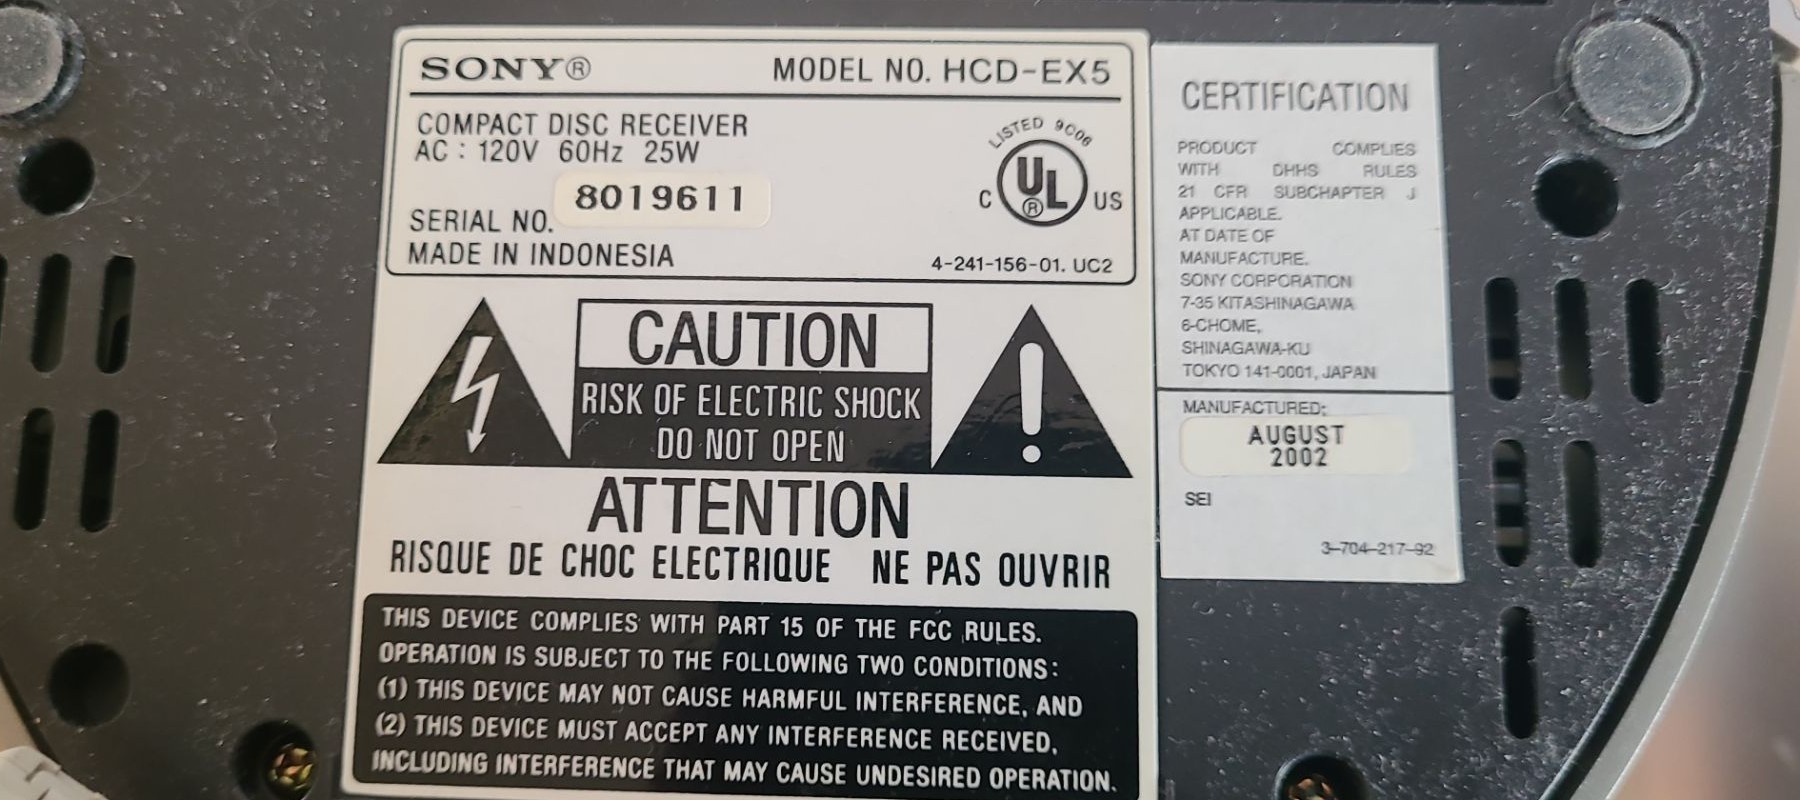 SONY® MODEL NO. HCD-EX5
COMPACT DISC RECEIVER
AC : 120V 60Hz 25W
SERIAL NO. 8019611
MADE IN INDONESIA
LISTED 9C06
C UL ® US
4-241-156-01. UC2
CAUTION
RISK OF ELECTRIC SHOCK
DO NOT OPEN
ATTENTION
RISQUE DE CHOC ELECTRIQUE NE PAS OUVRIR
THIS DEVICE COMPLIES WITH PART 15 OF THE FCC RULES.
OPERATION IS SUBJECT TO THE FOLLOWING TWO CONDITIONS:
(1) THIS DEVICE MAY NOT CAUSE HARMFUL INTERFERENCE, AND
(2) THIS DEVICE MUST ACCEPT ANY INTERFERENCE RECEIVED,
INCLUDING INTERFERENCE THAT MAY CAUSE UNDESIRED OPERATION.
CERTIFICATION
PRODUCT COMPLIES
WITH DHHS RULES
21 CFR SUBCHAPTER J
APPLICABLE.
AT DATE OF
MANUFACTURE.
SONY CORPORATION
7-35 KITASHINAGAWA
6-CHOME,
SHINAGAWA-KU
TOKYO 141-0001, JAPAN
MANUFACTURED:
AUGUST
2002
SEI
3-704-217-92